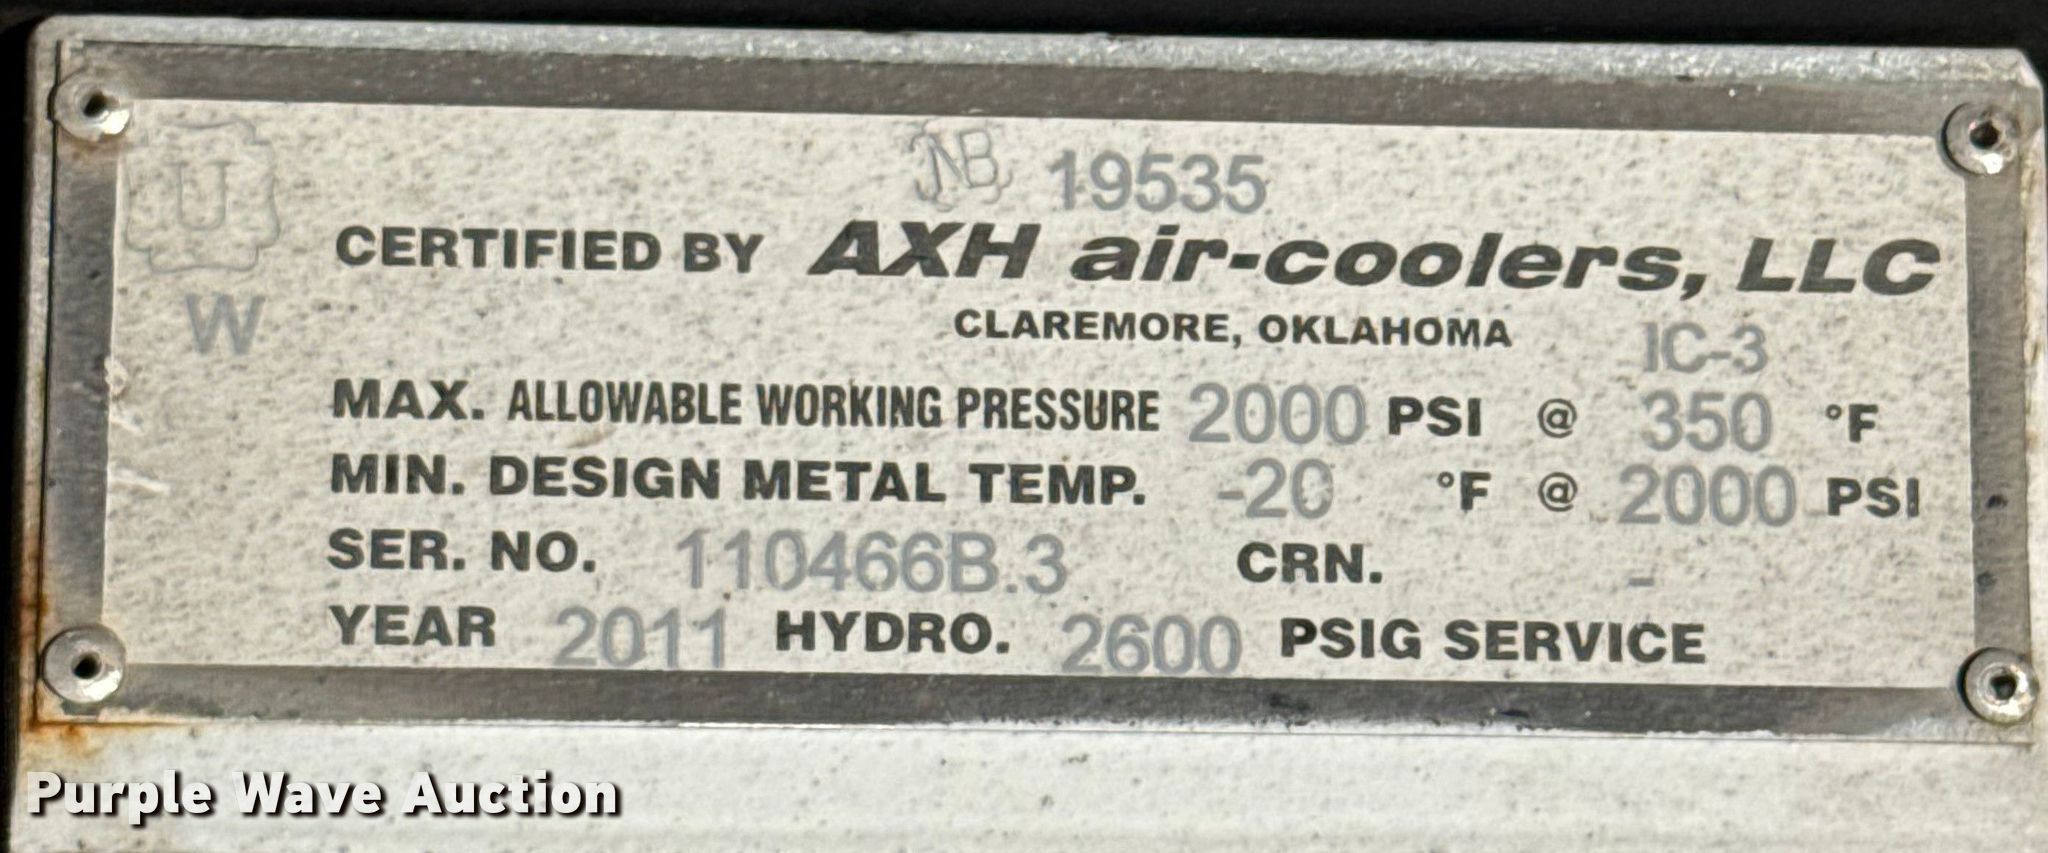 U
NB 19535
CERTIFIED BY AXH air-coolers, LLC
W
CLAREMORE, OKLAHOMA IC-3
MAX. ALLOWABLE WORKING PRESSURE 2000 PSI @ 350 °F
MIN. DESIGN METAL TEMP. -20 °F @ 2000 PSI
SER. NO. 110466B.3 CRN. -
YEAR 2011 HYDRO. 2600 PSIG SERVICE
Purple Wave Auction